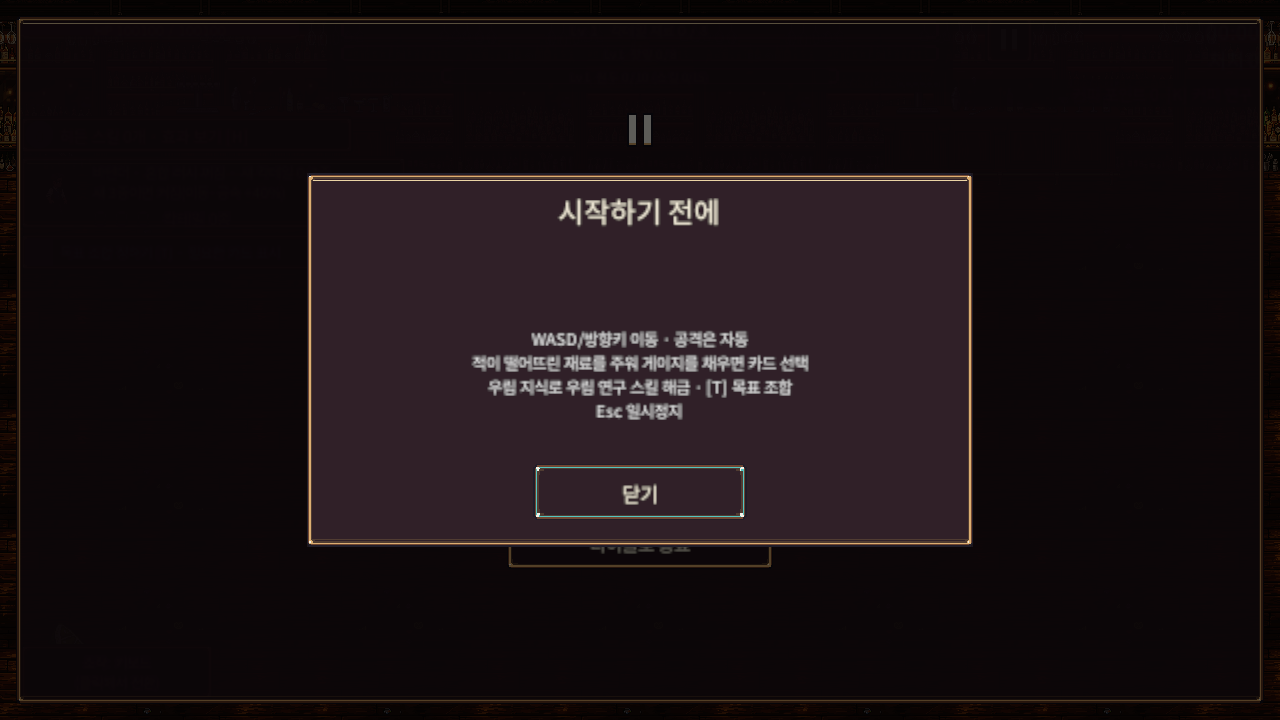 시작하기 전에
WASD/방향키 이동 · 공격은 자동
적이 떨어뜨린 재료를 주워 게이지를 채우면 카드 선택
우림 지식로 우림 연구 스킬 해금 · [T] 목표 조합
Esc 일시정지
닫기